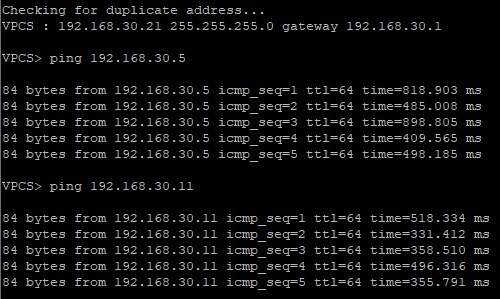 Checking for duplicate address...
VPCS : 192.168.30.21 255.255.255.0 gateway 192.168.30.1
VPCS> ping 192.168.30.5
84 bytes from 192.168.30.5 icmp_seq=1 ttl=64 time=818.903 ms
84 bytes from 192.168.30.5 icmp_seq=2 ttl=64 time=485.008 ms
84 bytes from 192.168.30.5 icmp_seq=3 ttl=64 time=898.805 ms
84 bytes from 192.168.30.5 icmp_seq=4 ttl=64 time=409.565 ms
84 bytes from 192.168.30.5 icmp_seq=5 ttl=64 time=498.185 ms
VPCS> ping 192.168.30.11
84 bytes from 192.168.30.11 icmp_seq=1 ttl=64 time=518.334 ms
84 bytes from 192.168.30.11 icmp_seq=2 ttl=64 time=331.412 ms
84 bytes from 192.168.30.11 icmp_seq=3 ttl=64 time=358.510 ms
84 bytes from 192.168.30.11 icmp_seq=4 ttl=64 time=496.316 ms
84 bytes from 192.168.30.11 icmp_seq=5 ttl=64 time=355.791 ms